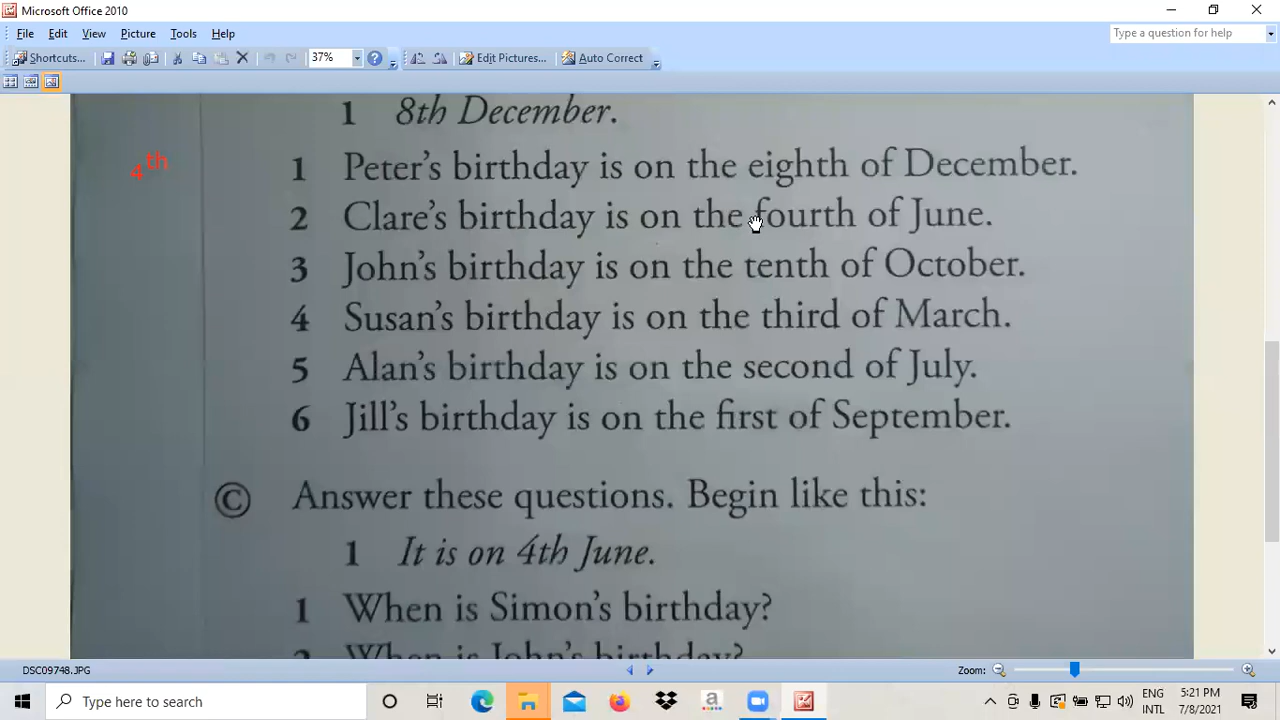 Microsoft Office 2010
File Edit View Picture Tools Help
Type a question for help
Shortcuts... 37% Edit Pictures... Auto Correct
1 8th December.
4th
1 Peter's birthday is on the eighth of December.
2 Clare's birthday is on the fourth of June.
3 John's birthday is on the tenth of October.
4 Susan's birthday is on the third of March.
5 Alan's birthday is on the second of July.
6 Jill's birthday is on the first of September.
C Answer these questions. Begin like this:
1 It is on 4th June.
1 When is Simon's birthday?
2 When is John's birthday?
DSC09748.JPG Zoom:
Type here to search
ENG 5:21 PM
INTL 7/8/2021